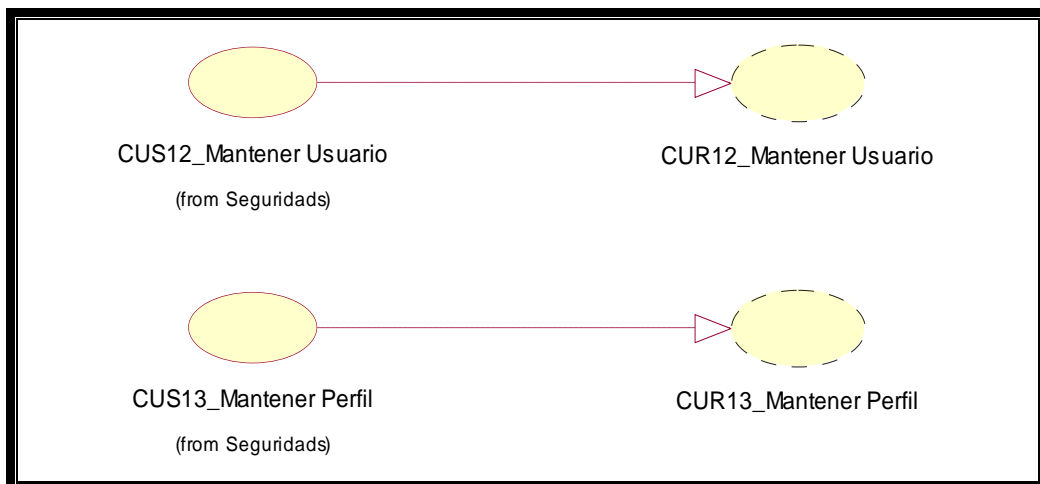 CUS12_Mantener Usuario
CUR12_Mantener Usuario
(from Seguridads)
CUS13_Mantener Perfil
CUR13_Mantener Perfil
(from Seguridads)